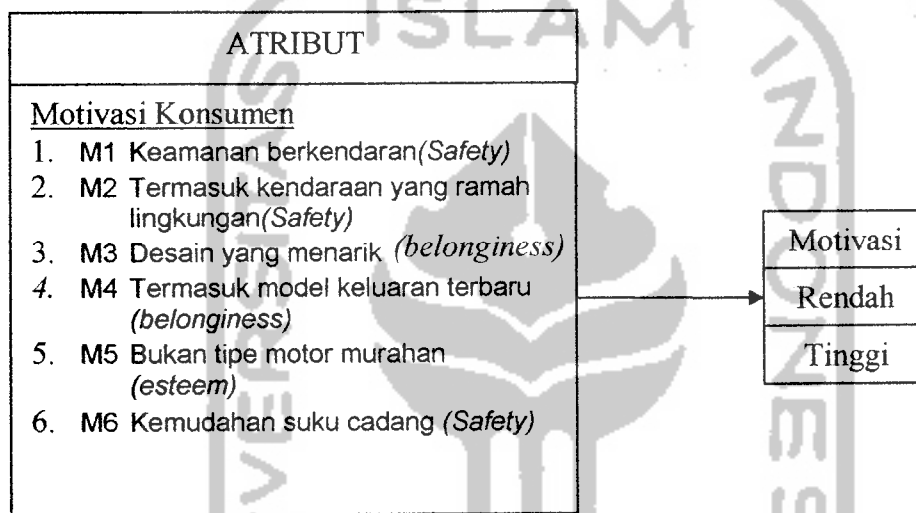 ISLAM
ATRIBUT
Motivasi Konsumen
1. M1 Keamanan berkendaran(Safety)
2. M2 Termasuk kendaraan yang ramah
lingkungan(Safety)
3. M3 Desain yang menarik (belonginess)
4. M4 Termasuk model keluaran terbaru
(belonginess)
5. M5 Bukan tipe motor murahan
(esteem)
6. M6 Kemudahan suku cadang (Safety)
Motivasi
Rendah
Tinggi